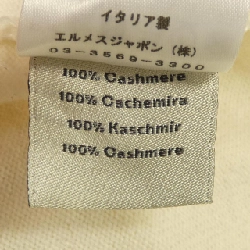 イタリア製
エルメスジャポン（株）
03-3569-3300
100% Cashmere
100% Cachemira
100% Kaschmir
100% Cashmere